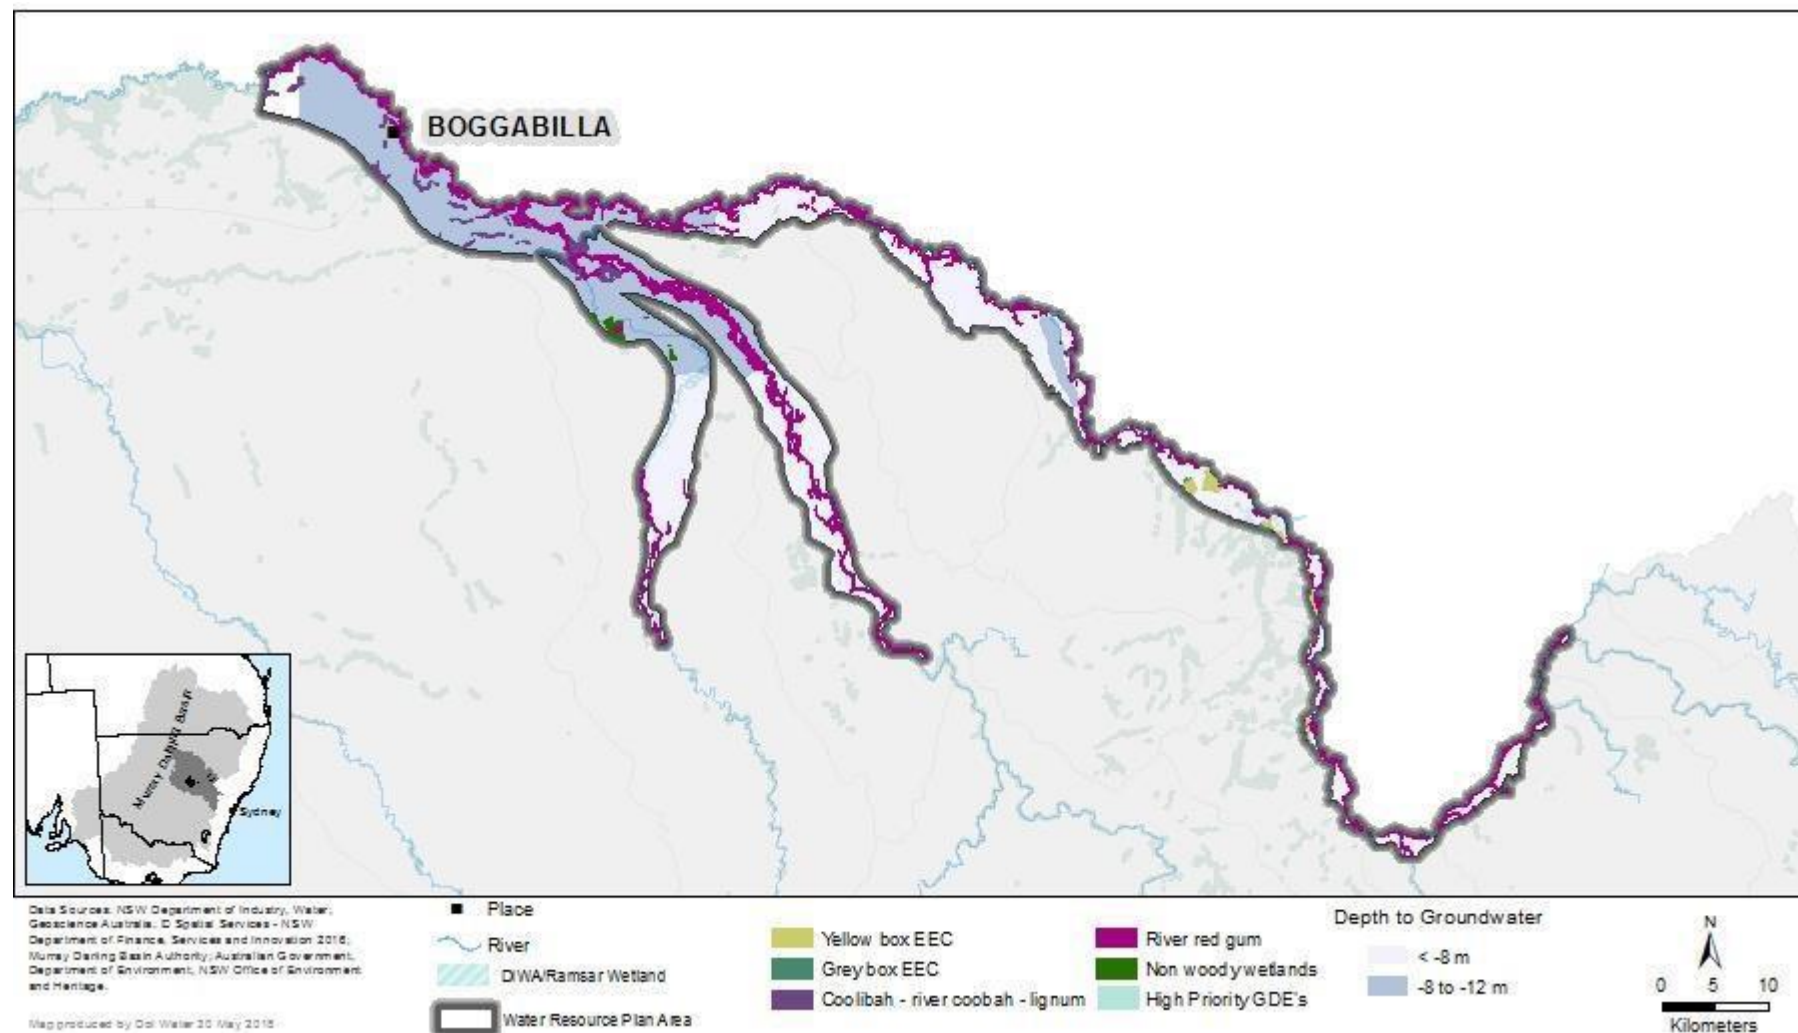 BOGGABILLA
Murray Darling Basin
Sydney
Data Sources: NSW Department of Industry, Water;
Geoscience Australia, © Spatial Services - NSW
Department of Finance, Services and Innovation 2016;
Murray Darling Basin Authority; Australian Government,
Department of Environment, NSW Office of Environment
and Heritage.
Map produced by DoI Water 30 May 2018
Place
River
DIWA/Ramsar Wetland
Water Resource Plan Area
Yellow box EEC
Grey box EEC
Coolibah - river coobah - lignum
River red gum
Non woody wetlands
High Priority GDE's
Depth to Groundwater
< -8 m
-8 to -12 m
N
0 5 10
Kilometers